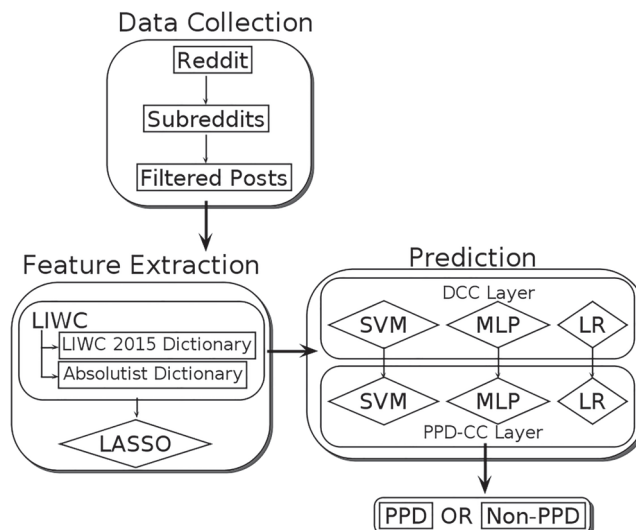 Data Collection
Reddit
Subreddits
Filtered Posts
Feature Extraction
LIWC
LIWC 2015 Dictionary
Absolutist Dictionary
LASSO
Prediction
DCC Layer
SVM MLP LR
SVM MLP LR
PPD-CC Layer
PPD OR Non-PPD